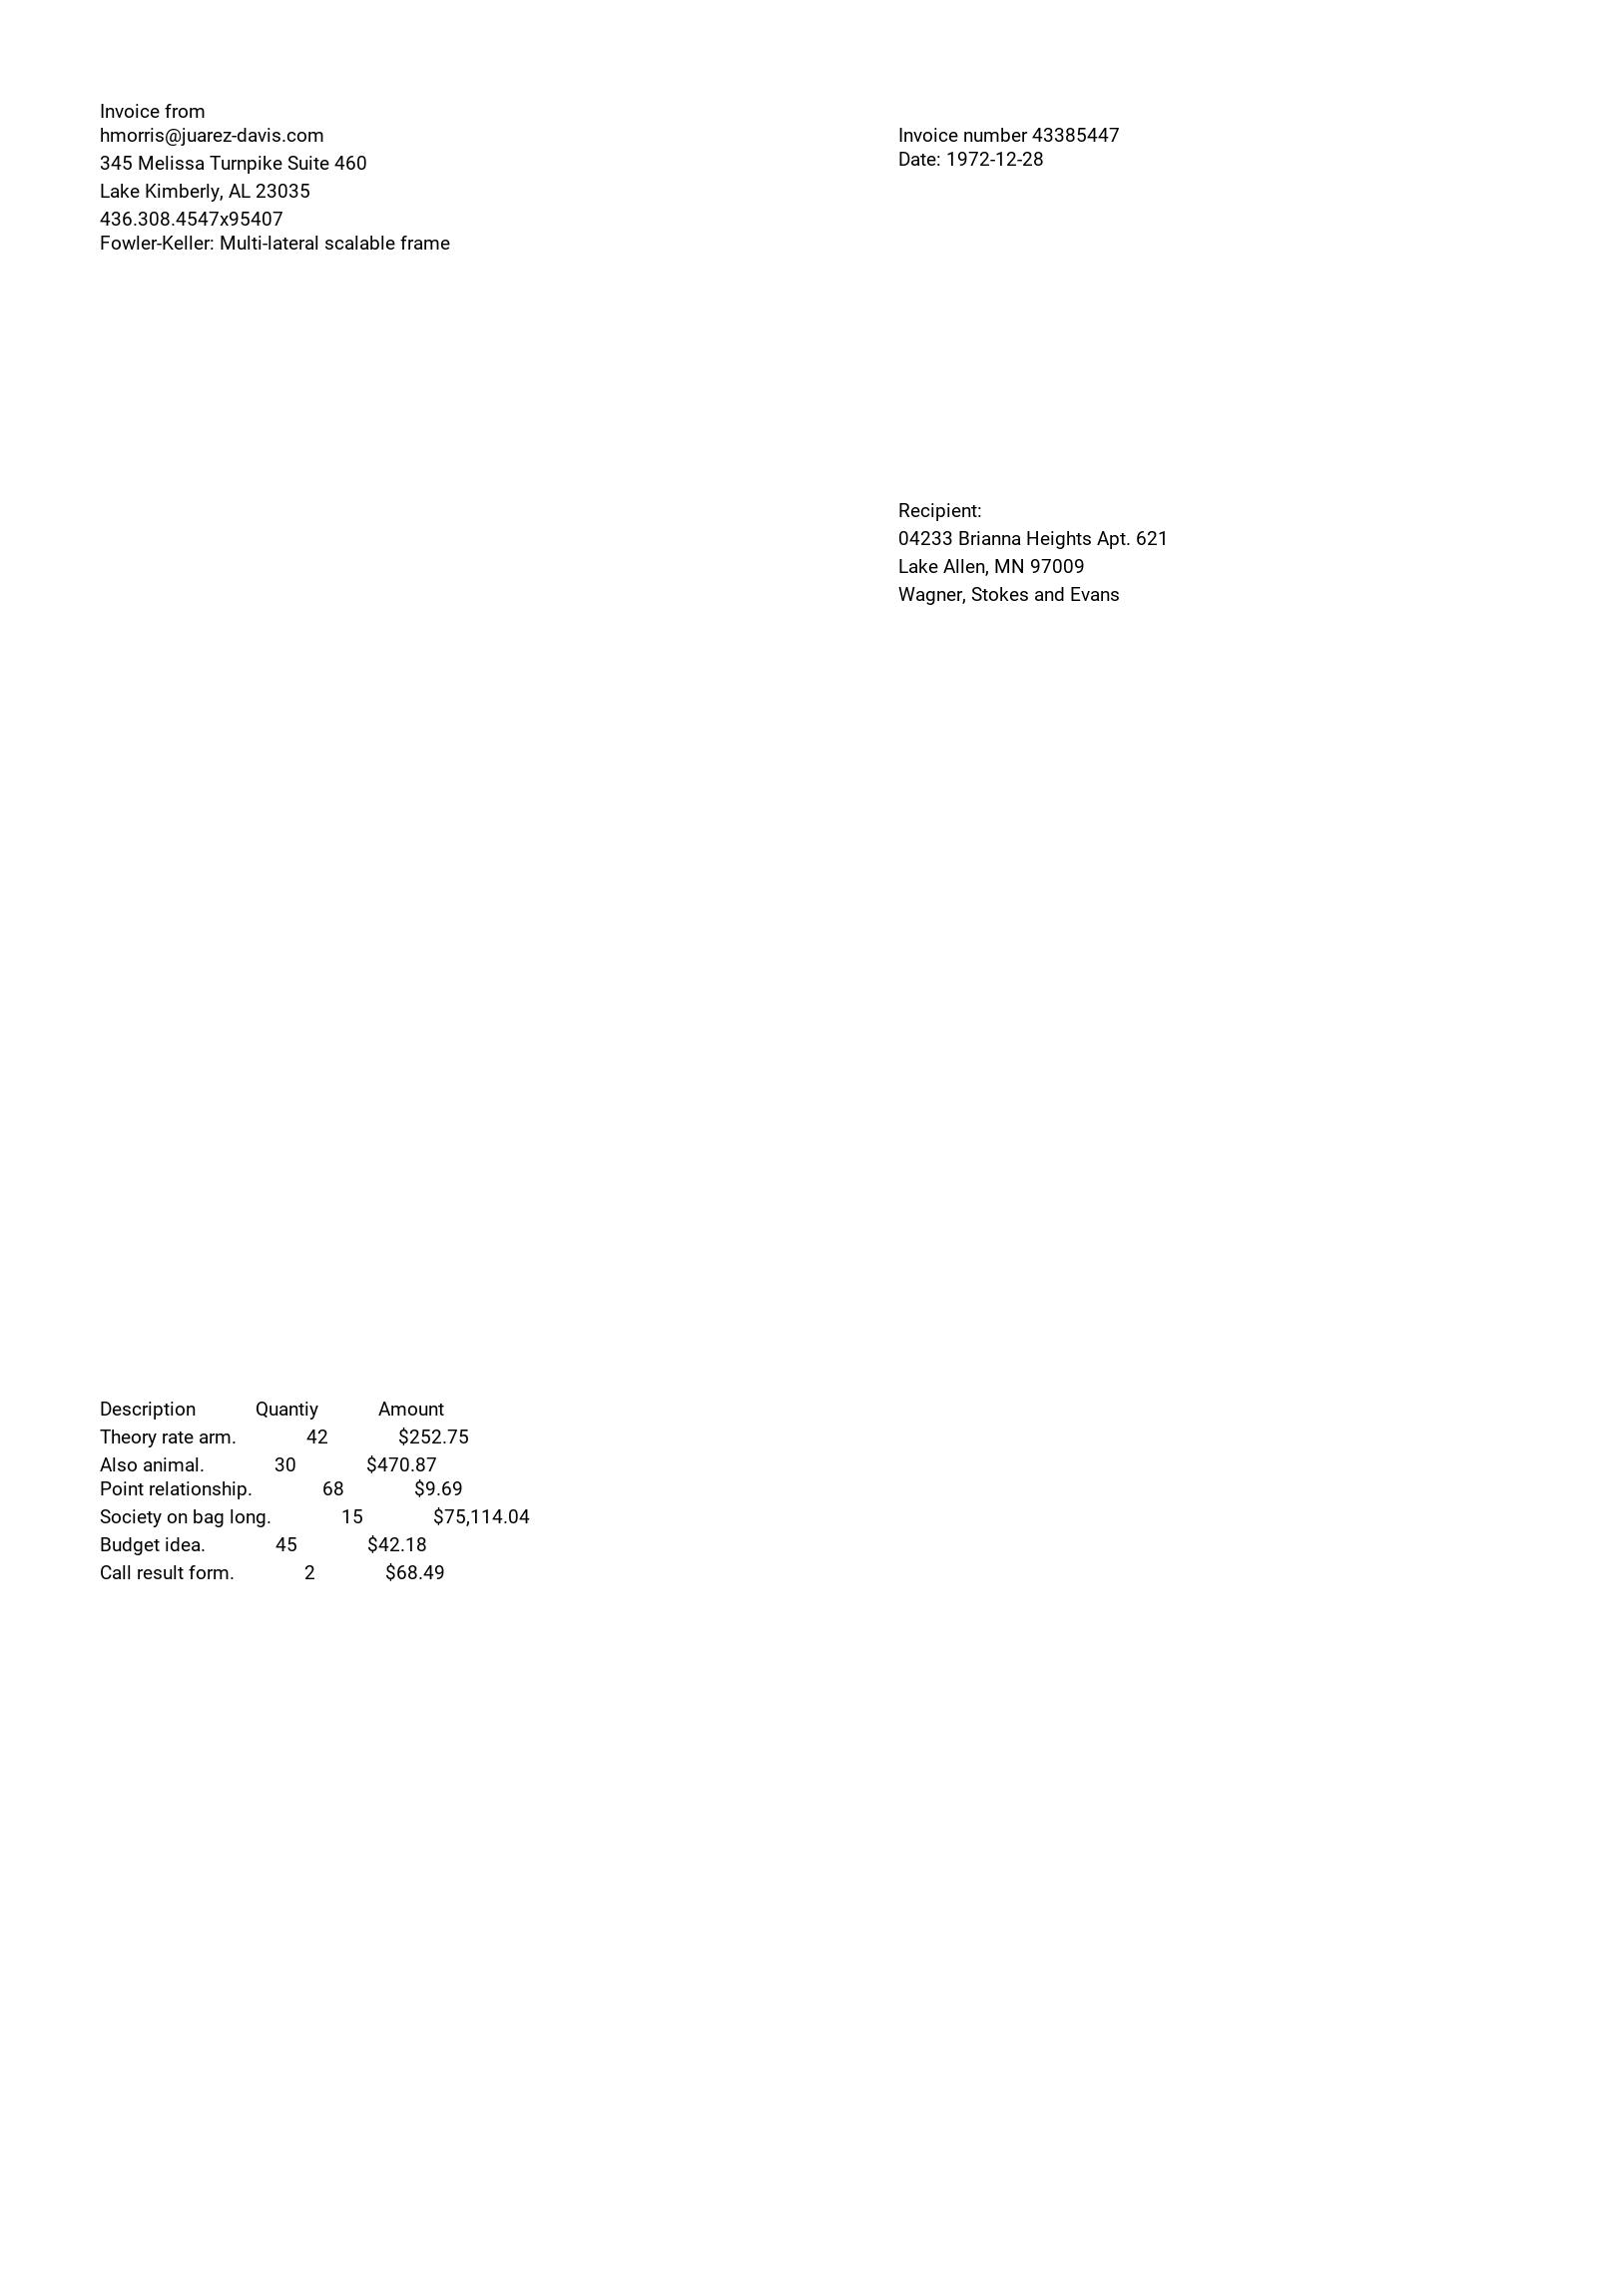 Invoice from
hmorris@juarez-davis.com
345 Melissa Turnpike Suite 460
Lake Kimberly, AL 23035
436.308.4547x95407
Fowler-Keller: Multi-lateral scalable frame
Invoice number 43385447
Date: 1972-12-28
Recipient:
04233 Brianna Heights Apt. 621
Lake Allen, MN 97009
Wagner, Stokes and Evans
Description Quantiy Amount
Theory rate arm. 42 $252.75
Also animal. 30 $470.87
Point relationship. 68 $9.69
Society on bag long. 15 $75,114.04
Budget idea. 45 $42.18
Call result form. 2 $68.49